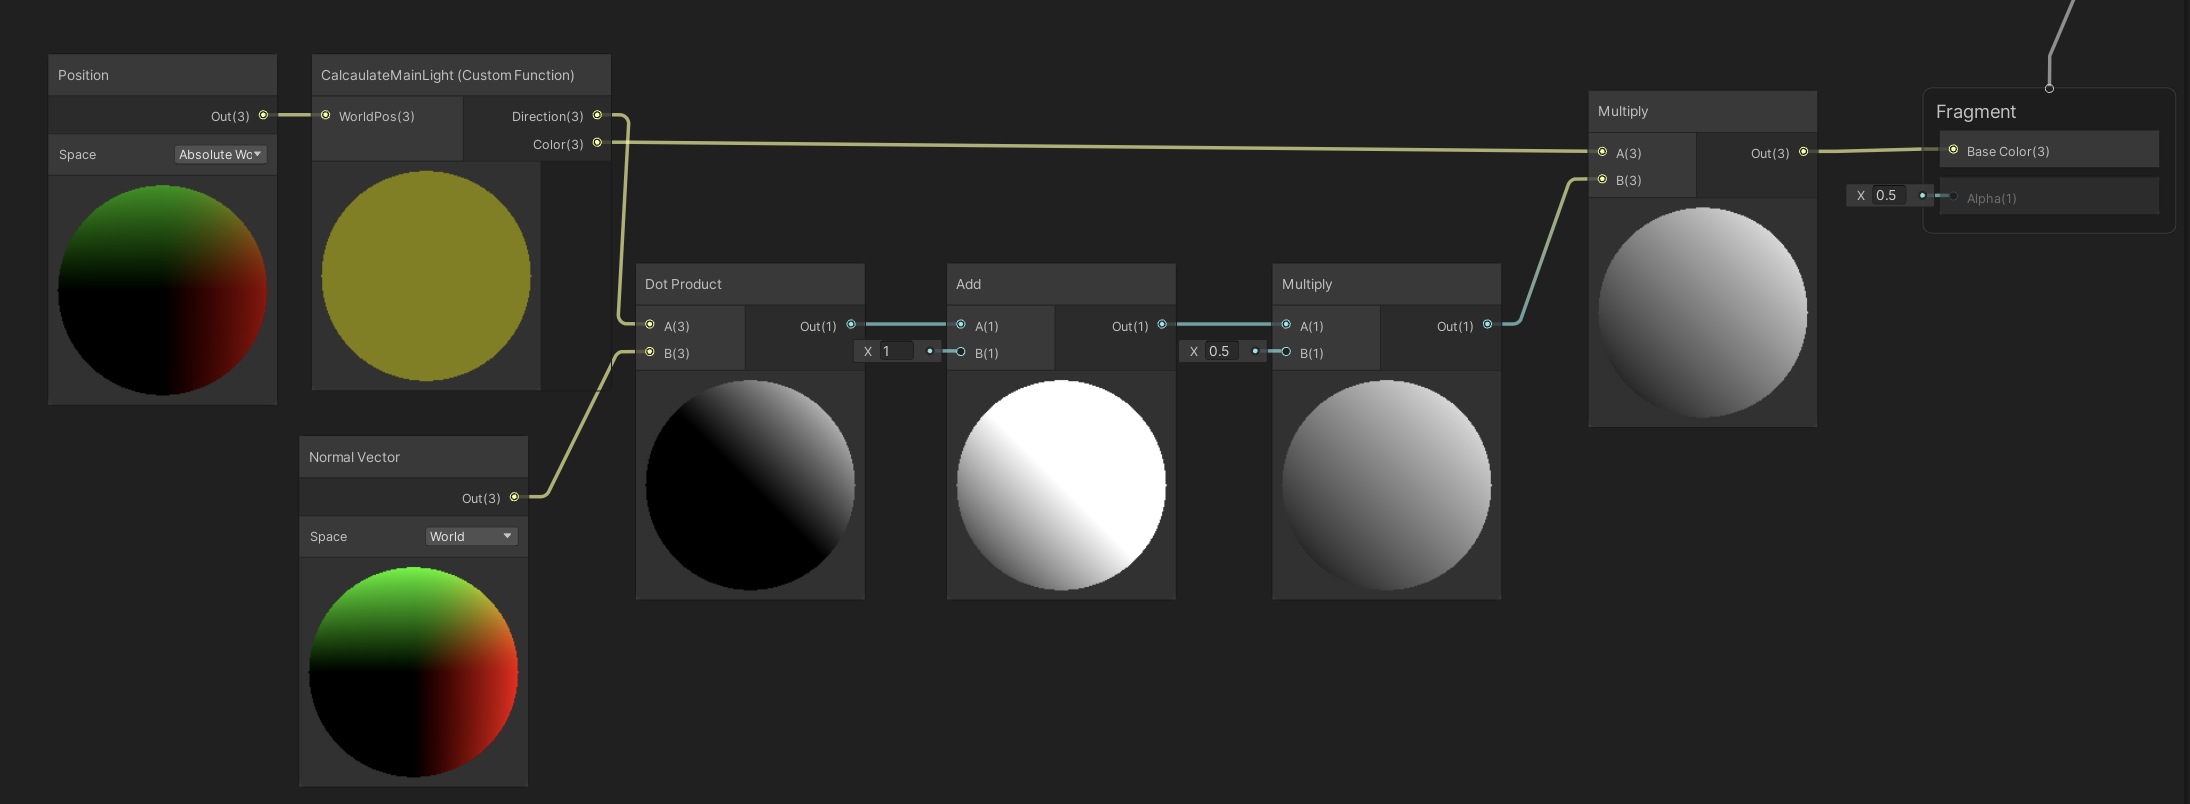 Position
Out(3)
Space
Absolute Wc
CalcaulateMainLight (Custom Function)
WorldPos(3)
Direction(3)
Color(3)
Normal Vector
Out(3)
Space
World
Dot Product
A(3)
Out(1)
B(3)
X 1
Add
A(1)
Out(1)
B(1)
X 0.5
Multiply
A(1)
Out(1)
B(1)
Multiply
A(3)
Out(3)
B(3)
Fragment
Base Color(3)
X 0.5
Alpha(1)